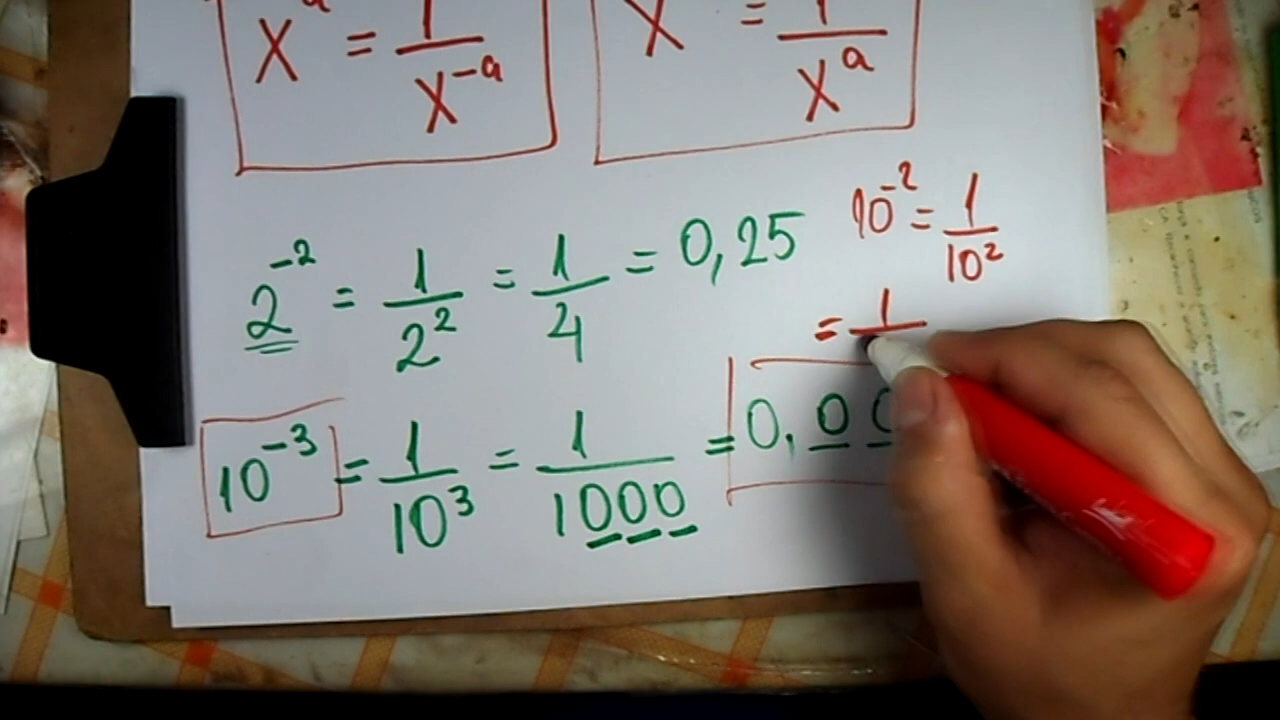 x^a = 1/x^-a
x = 1/x^a
2^-2 = 1/2^2 = 1/4 = 0,25
10^-2 = 1/10^2
= 1
10^-3 = 1/10^3 = 1/1000 = 0,00